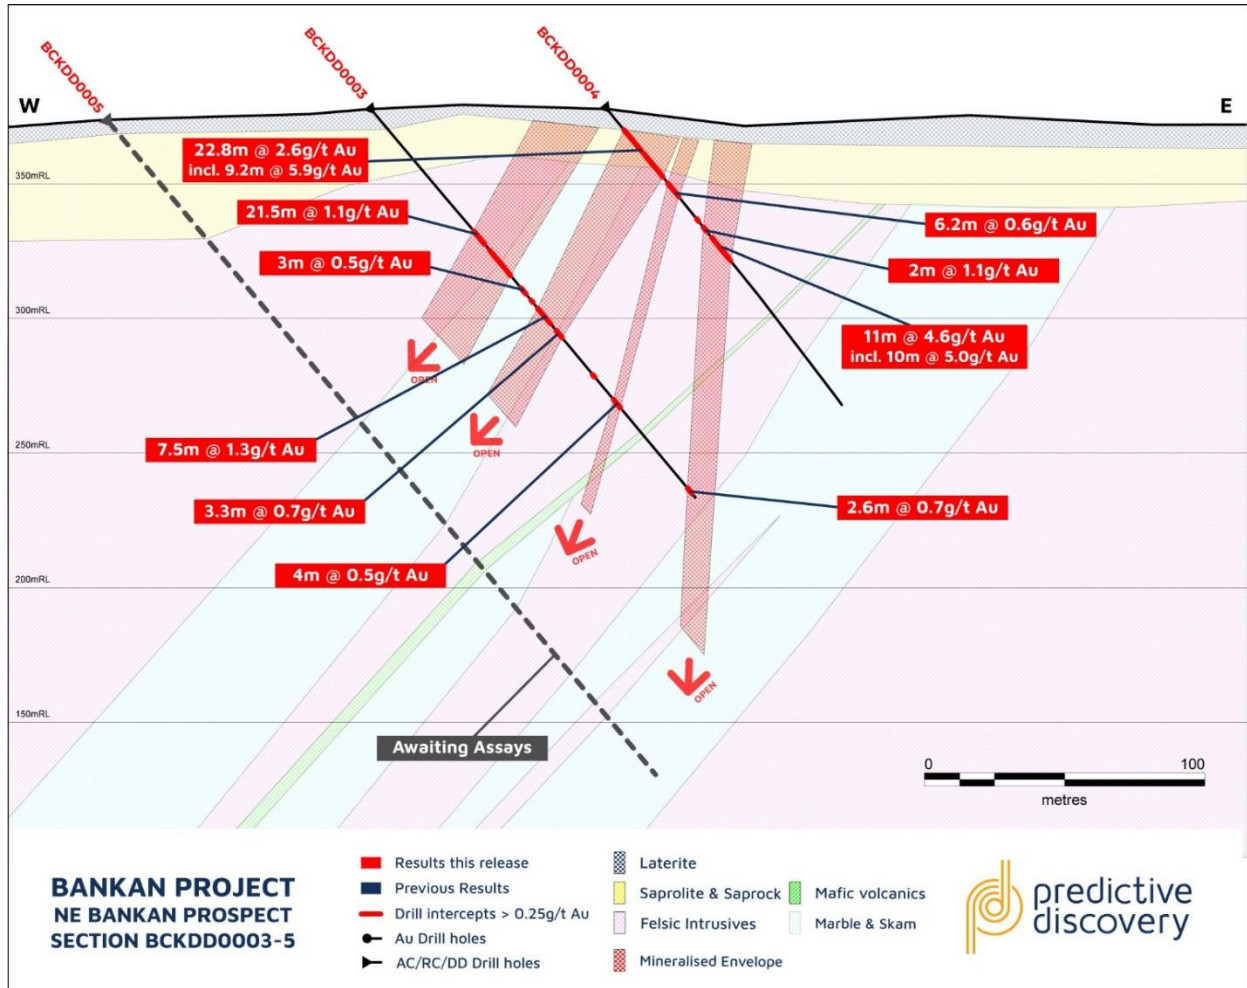 BCKDD0005
BCKDD0003
BCKDD0004
W
E
22.8m @ 2.6g/t Au
incl. 9.2m @ 5.9g/t Au
350mRL
21.5m @ 1.1g/t Au
6.2m @ 0.6g/t Au
3m @ 0.5g/t Au
2m @ 1.1g/t Au
300mRL
11m @ 4.6g/t Au
incl. 10m @ 5.0g/t Au
OPEN
7.5m @ 1.3g/t Au
250mRL
OPEN
3.3m @ 0.7g/t Au
2.6m @ 0.7g/t Au
OPEN
4m @ 0.5g/t Au
200mRL
OPEN
150mRL
Awaiting Assays
0 100
metres
BANKAN PROJECT
NE BANKAN PROSPECT
SECTION BCKDD0003-5
Results this release
Previous Results
Drill intercepts > 0.25g/t Au
Au Drill holes
AC/RC/DD Drill holes
Laterite
Saprolite & Saprock
Felsic Intrusives
Mineralised Envelope
Mafic volcanics
Marble & Skam
predictive
discovery